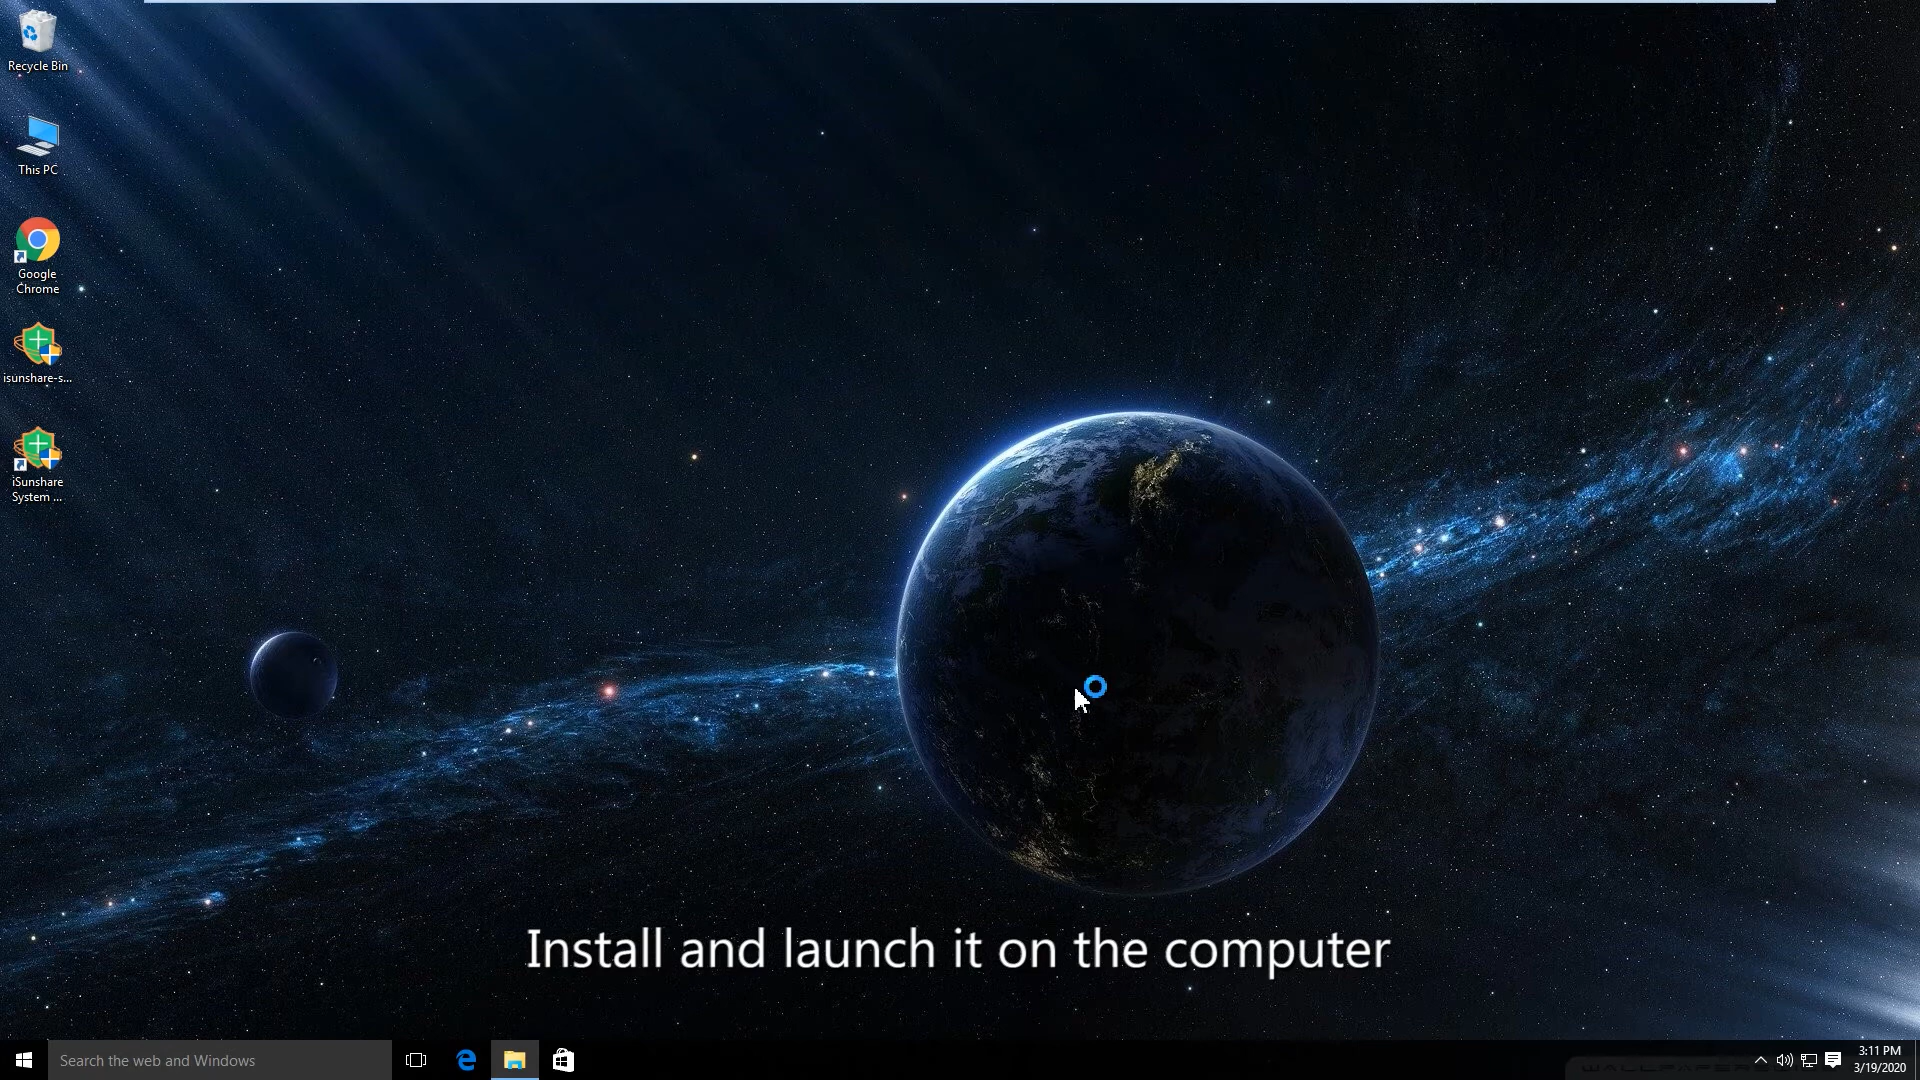 Recycle Bin
This PC
Google
Chrome
isunshare-s...
iSunshare
System ...
Install and launch it on the computer
Search the web and Windows
3:11 PM
3/19/2020